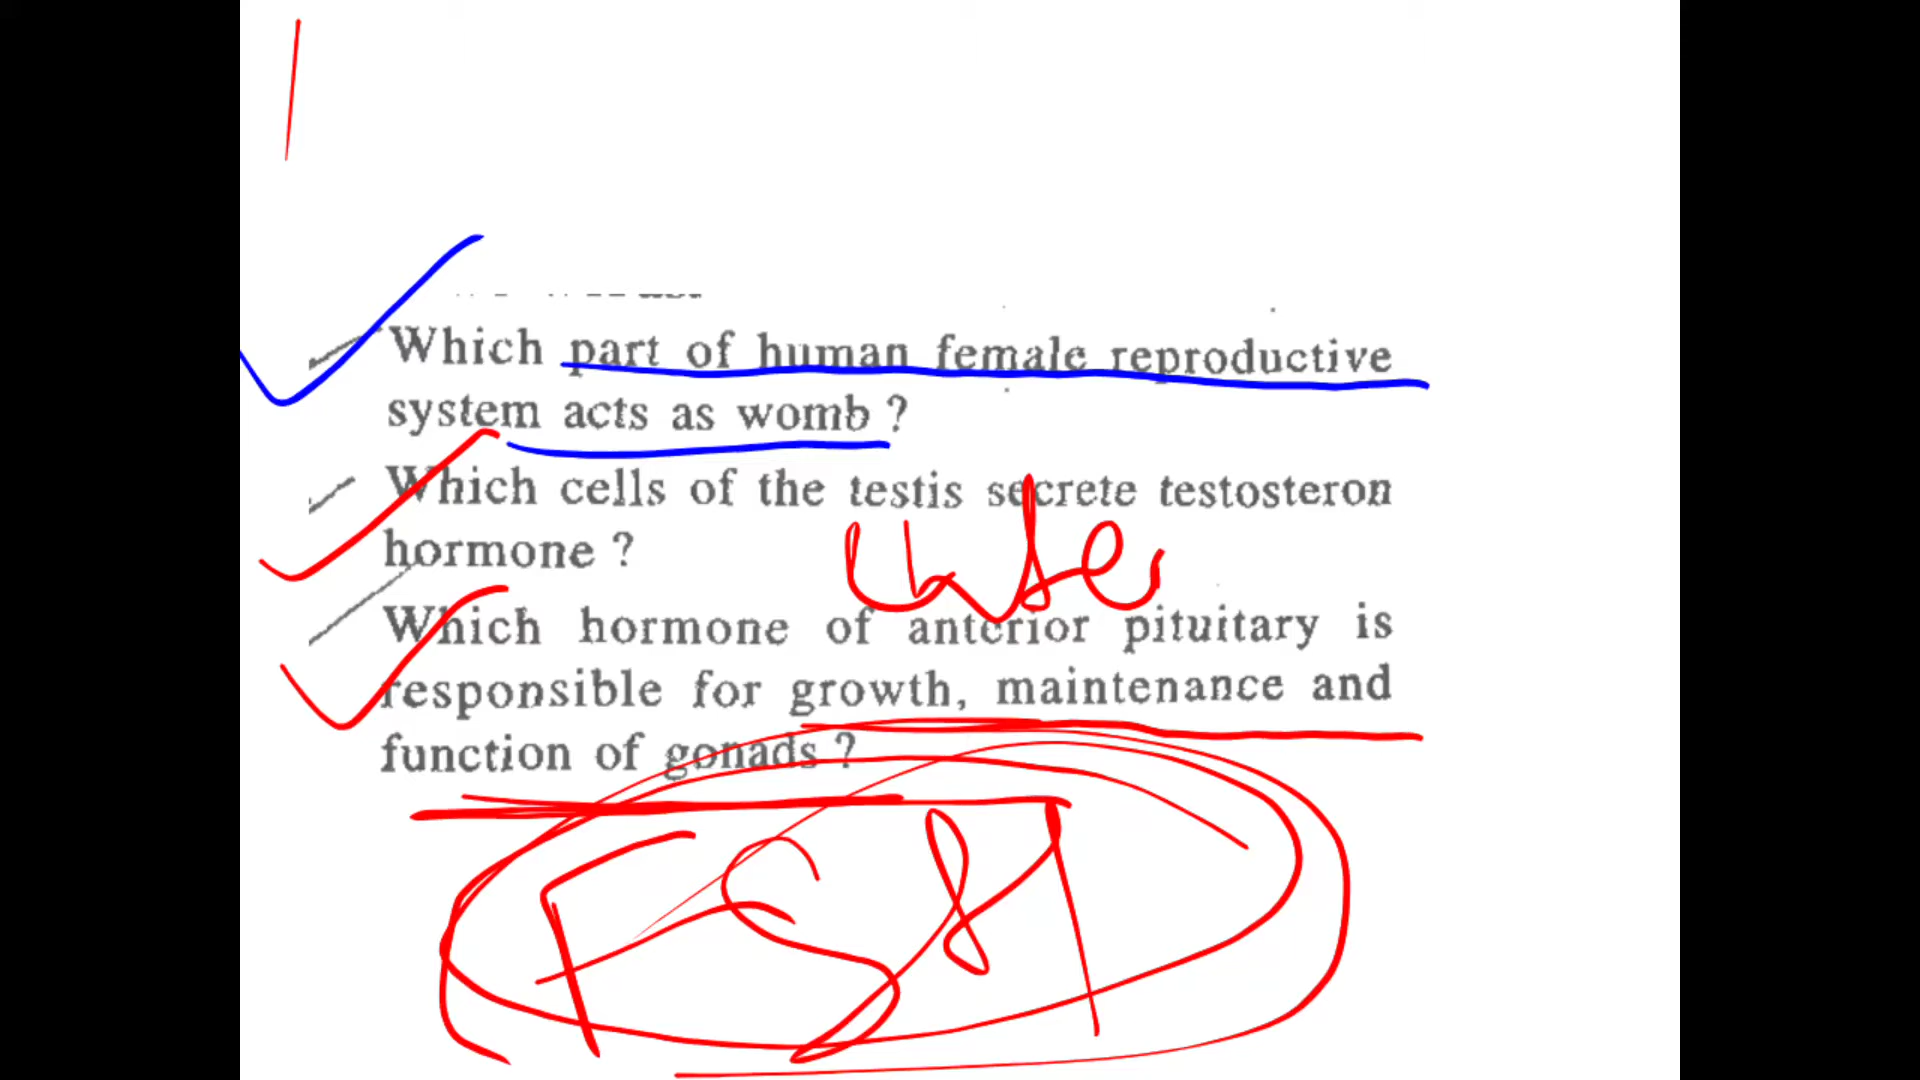 Which part of human female reproductive
system acts as womb ?
Which cells of the testis secrete testosteron
hormone ?
Which hormone of anterior pituitary is
responsible for growth, maintenance and
function of gonads ?
FSH